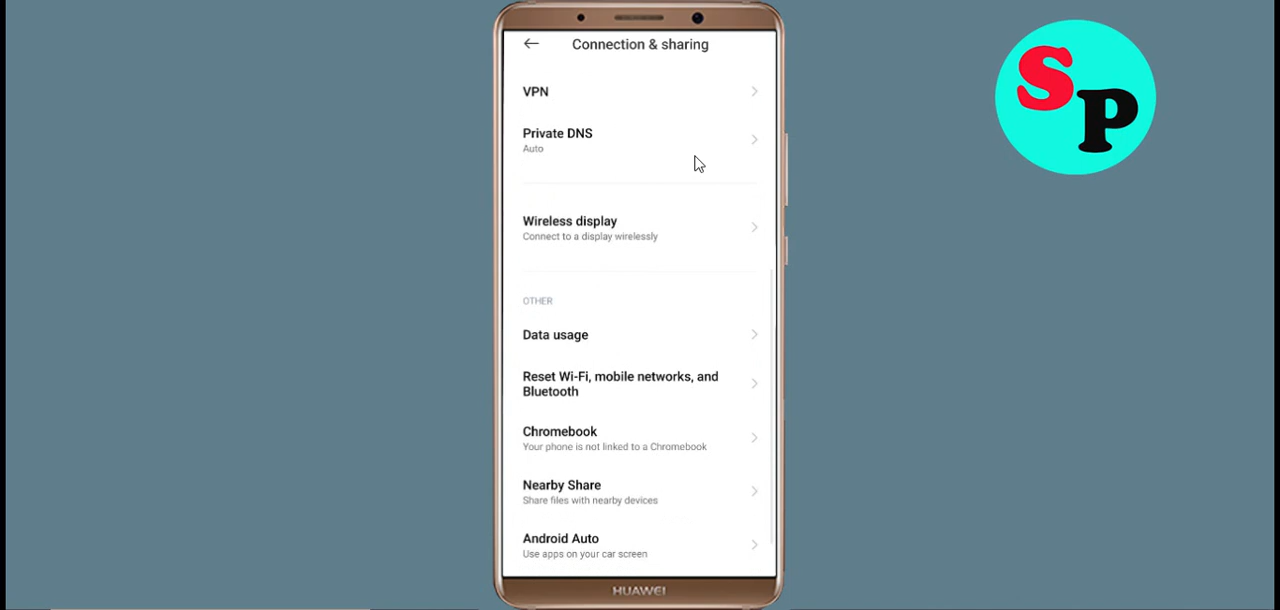 Connection & sharing
SP
VPN
Private DNS
Auto
Wireless display
Connect to a display wirelessly
OTHER
Data usage
Reset Wi-Fi, mobile networks, and
Bluetooth
Chromebook
Your phone is not linked to a Chromebook
Nearby Share
Share files with nearby devices
Android Auto
Use apps on your car screen
HUAWEI